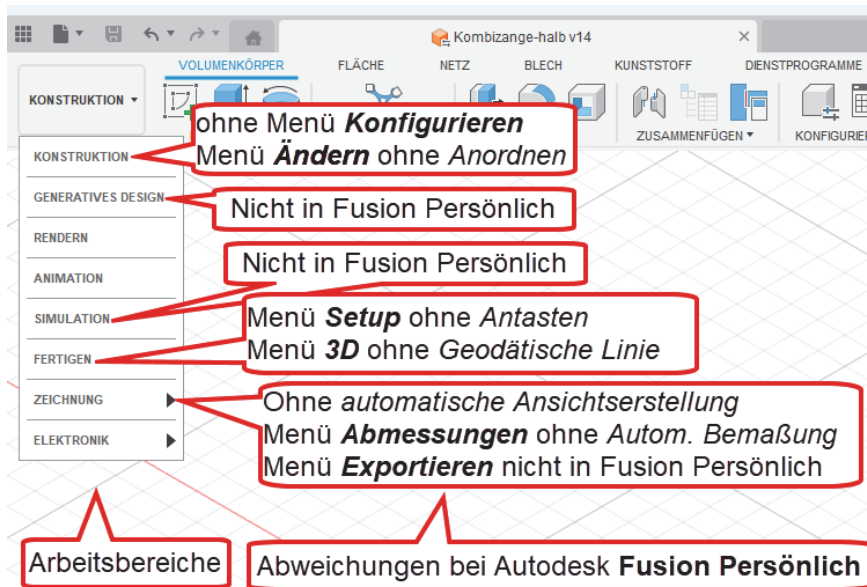 Kombizange-halb v14
VOLUMENKÖRPER FLÄCHE NETZ BLECH KUNSTSTOFF DIENSTPROGRAMME
KONSTRUKTION
ZUSAMMENFÜGEN
ohne Menü Konfigurieren
Menü Ändern ohne Anordnen
KONSTRUKTION
GENERATIVES DESIGN
Nicht in Fusion Persönlich
RENDERN
Nicht in Fusion Persönlich
ANIMATION
SIMULATION
Menü Setup ohne Antasten
Menü 3D ohne Geodätische Linie
FERTIGEN
ZEICHNUNG
Ohne automatische Ansichtserstellung
Menü Abmessungen ohne Autom. Bemaßung
Menü Exportieren nicht in Fusion Persönlich
ELEKTRONIK
Arbeitsbereiche
Abweichungen bei Autodesk Fusion Persönlich